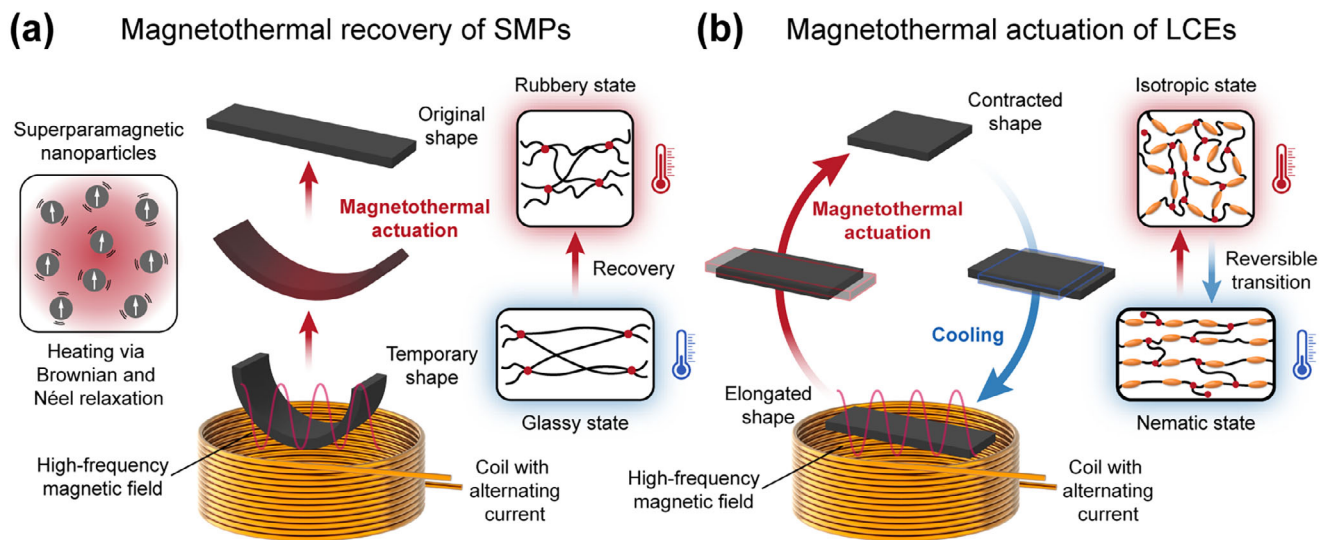 (a) Magnetothermal recovery of SMPs
Superparamagnetic
nanoparticles
Heating via
Brownian and
Néel relaxation
Original
shape
Magnetothermal
actuation
Temporary
shape
High-frequency
magnetic field
Coil with
alternating
current
Rubbery state
Recovery
Glassy state
(b) Magnetothermal actuation of LCEs
Contracted
shape
Magnetothermal
actuation
Cooling
Elongated
shape
High-frequency
magnetic field
Coil with
alternating
current
Isotropic state
Reversible
transition
Nematic state